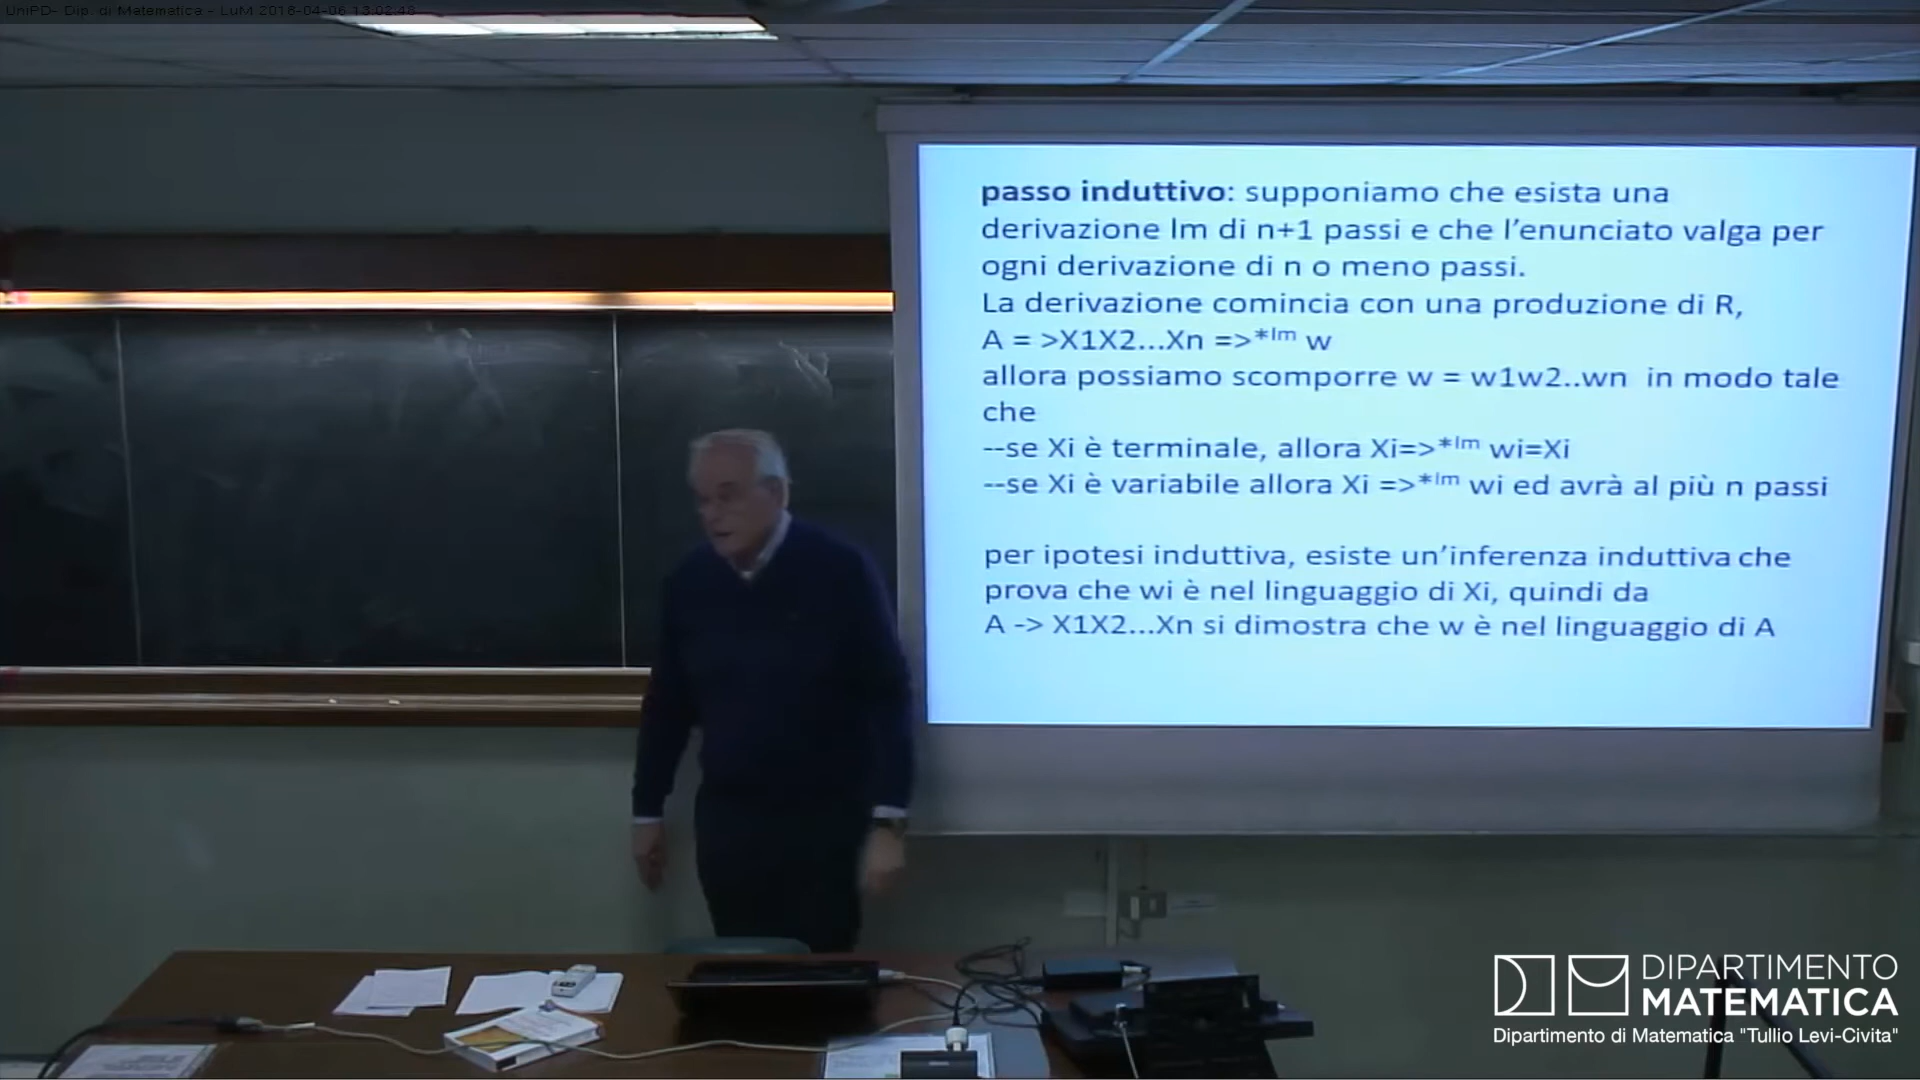 UniPD- Dip. di Matematica - LuM 2018-04-06 13:02:48
passo induttivo: supponiamo che esista una
derivazione lm di n+1 passi e che l'enunciato valga per
ogni derivazione di n o meno passi.
La derivazione comincia con una produzione di R,
A = >X1X2...Xn =>*lm w
allora possiamo scomporre w = w1w2..wn in modo tale
che
--se Xi è terminale, allora Xi=>*lm wi=Xi
--se Xi è variabile allora Xi =>*lm wi ed avrà al più n passi
per ipotesi induttiva, esiste un'inferenza induttiva che
prova che wi è nel linguaggio di Xi, quindi da
A -> X1X2...Xn si dimostra che w è nel linguaggio di A
DIPARTIMENTO
MATEMATICA
Dipartimento di Matematica "Tullio Levi-Civita"